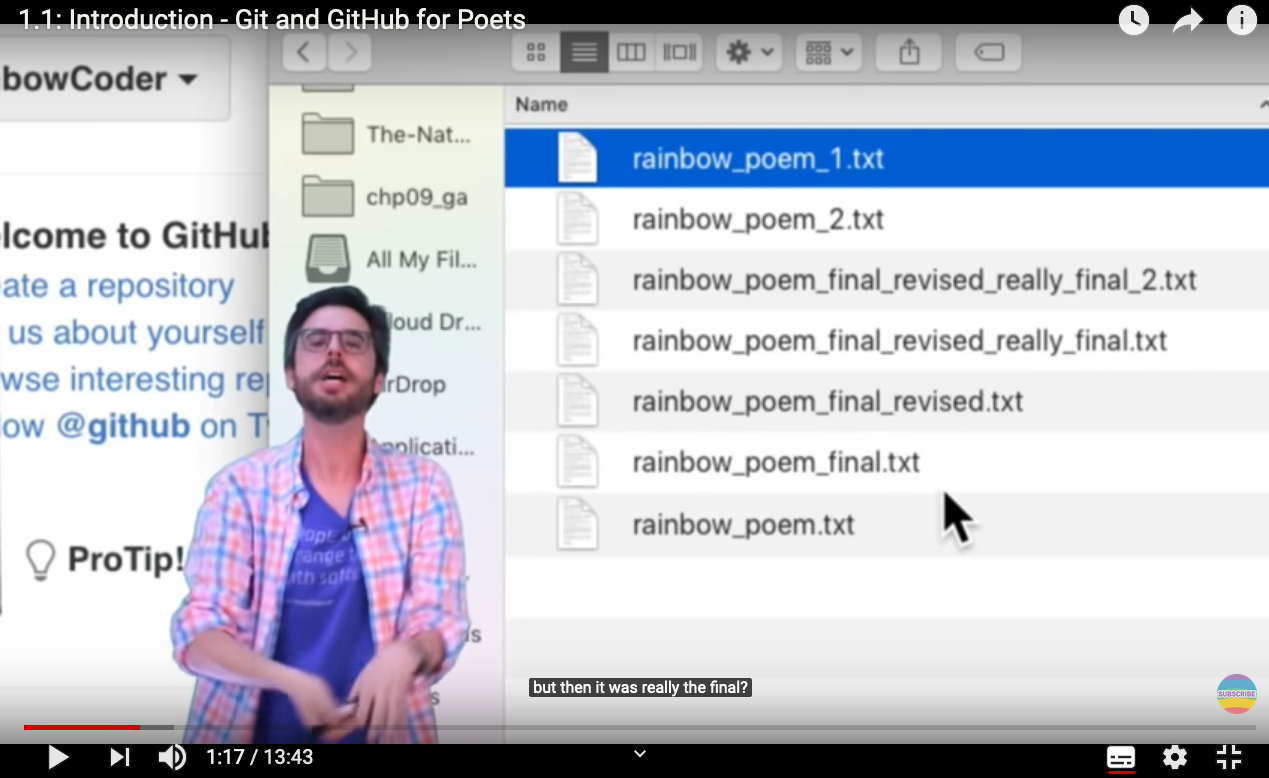 1.1: Introduction - Git and GitHub for Poets
bowCoder
Name
The-Nat...
rainbow_poem_1.txt
chp09_ga
rainbow_poem_2.txt
lcome to GitHub
All My Fil...
ate a repository
rainbow_poem_final_revised_really_final_2.txt
us about yourself
loud Dr...
rainbow_poem_final_revised_really_final.txt
wse interesting rep
rDrop
low @github on T
rainbow_poem_final_revised.txt
Applicati...
rainbow_poem_final.txt
rainbow_poem.txt
ProTip!
but then it was really the final?
SUBSCRIBE
1:17 / 13:43